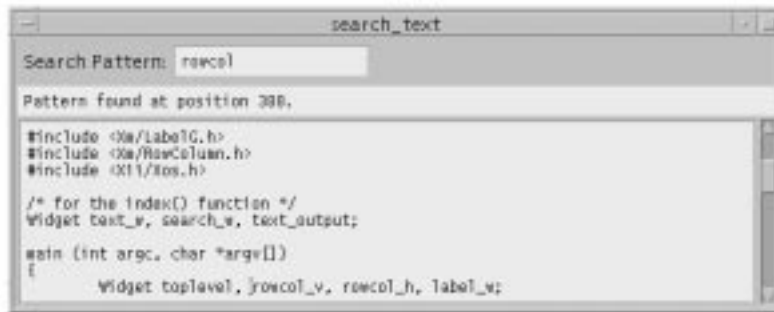 search_text
Search Pattern: rowcol
Pattern found at position 388.
#include <Xm/LabelG.h>
#include <Xm/RowColumn.h>
#include <X11/Xos.h>
/* for the index() function */
Widget text_w, search_w, text_output;
main (int argc, char *argv[])
{
Widget toplevel, rowcol_v, rowcol_h, label_w;